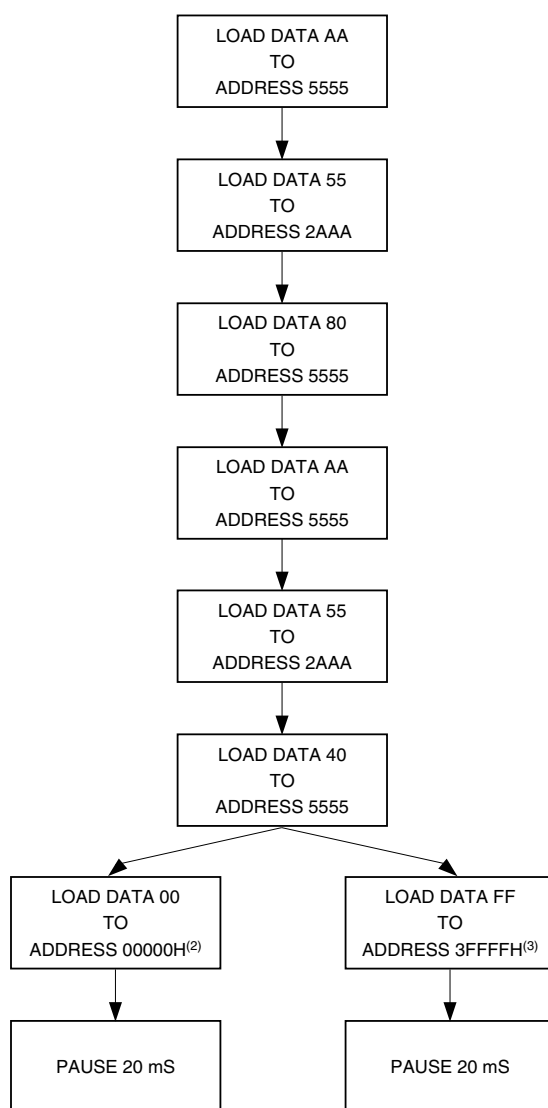 LOAD DATA AA
TO
ADDRESS 5555
LOAD DATA 55
TO
ADDRESS 2AAA
LOAD DATA 80
TO
ADDRESS 5555
LOAD DATA AA
TO
ADDRESS 5555
LOAD DATA 55
TO
ADDRESS 2AAA
LOAD DATA 40
TO
ADDRESS 5555
LOAD DATA 00
TO
ADDRESS 00000H(2)
LOAD DATA FF
TO
ADDRESS 3FFFFH(3)
PAUSE 20 mS
PAUSE 20 mS